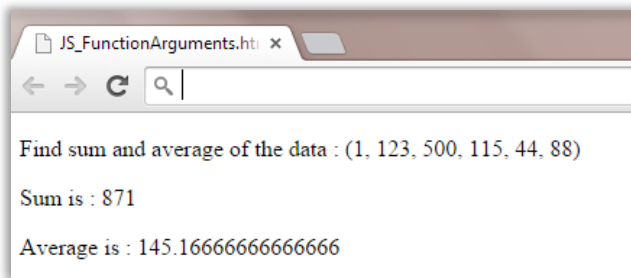 JS_FunctionArguments.ht
Find sum and average of the data : (1, 123, 500, 115, 44, 88)
Sum is : 871
Average is : 145.16666666666666